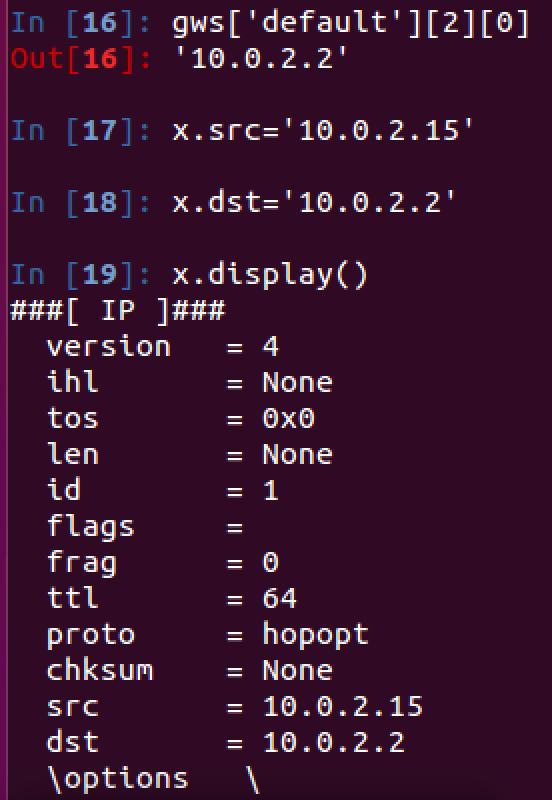 In [16]: gws['default'][2][0]
Out[16]: '10.0.2.2'
In [17]: x.src='10.0.2.15'
In [18]: x.dst='10.0.2.2'
In [19]: x.display()
###[ IP ]###
  version   = 4
  ihl       = None
  tos       = 0x0
  len       = None
  id        = 1
  flags     =
  frag      = 0
  ttl       = 64
  proto     = hopopt
  chksum    = None
  src       = 10.0.2.15
  dst       = 10.0.2.2
  \options   \